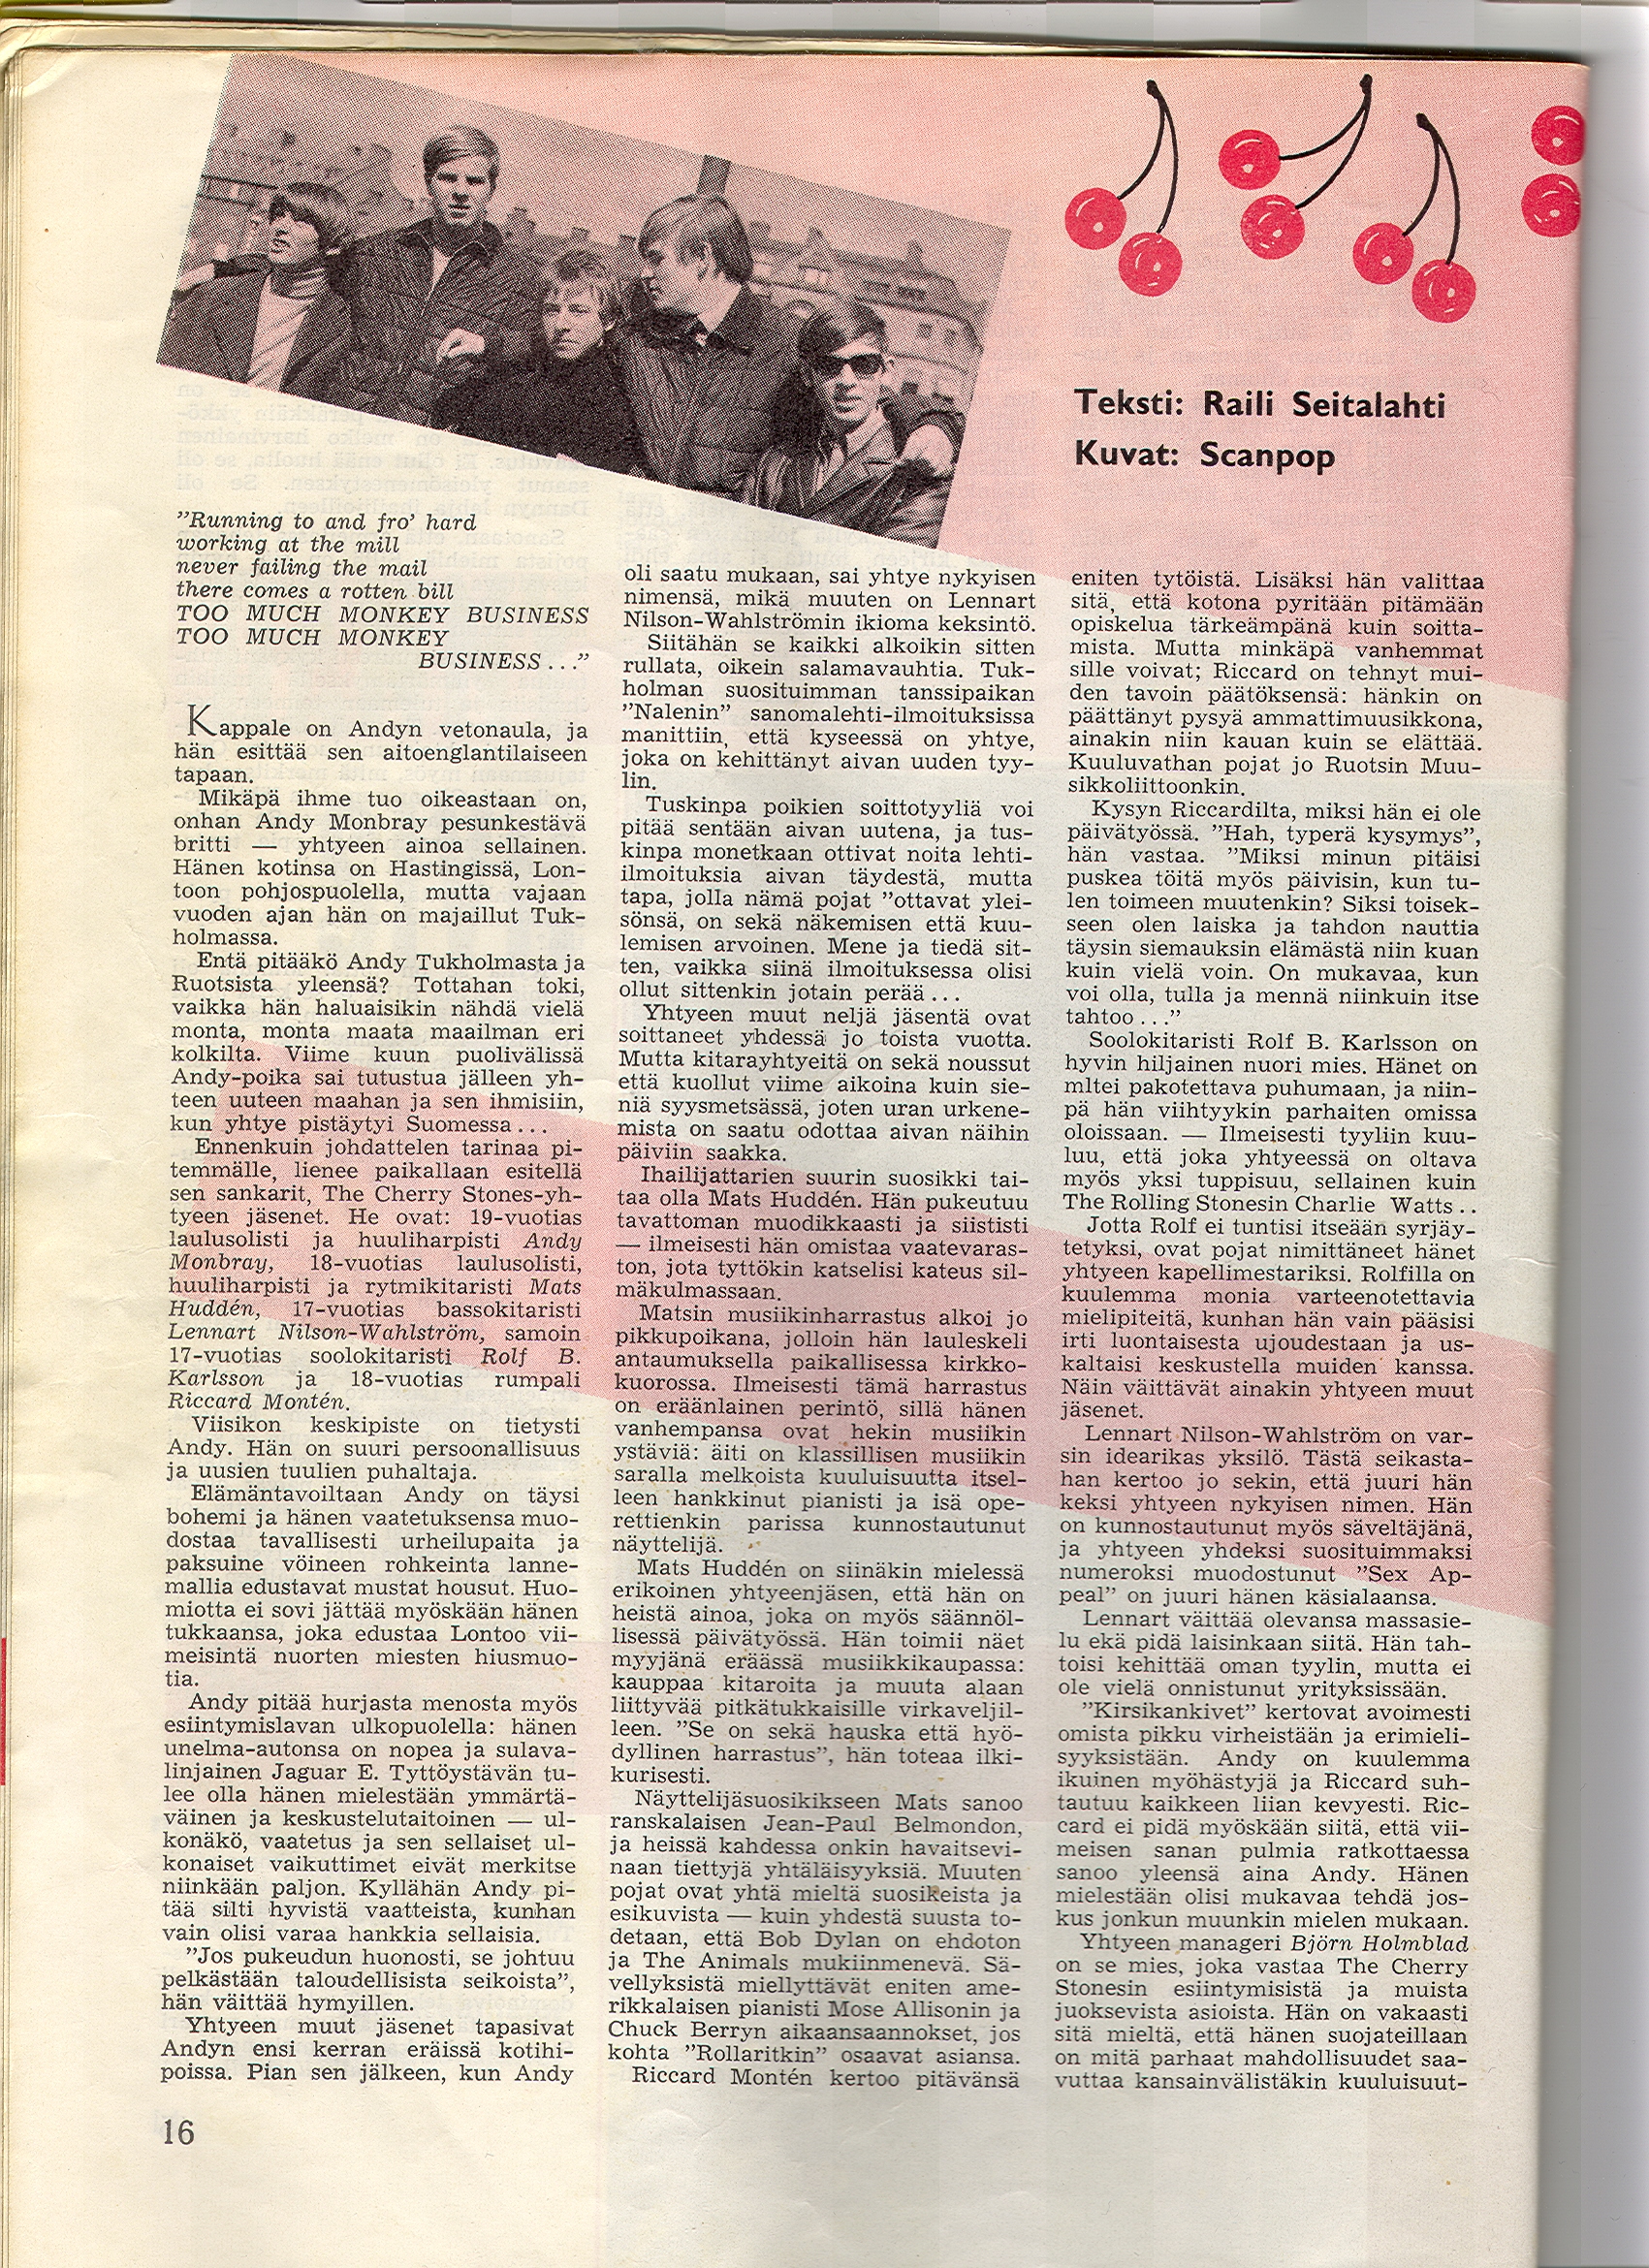 Teksti: Raili Seitalahti
Kuvat: Scanpop
”Running to and fro’ hard
working at the mill
never failing the mail
there comes a rotten bill
TOO MUCH MONKEY BUSINESS
TOO MUCH MONKEY
BUSINESS...”
Kappale on Andyn vetonaula, ja
hän esittää sen aitoenglantilaiseen
tapaan.
Mikäpä ihme tuo oikeastaan on,
onhan Andy Monbray pesunkestävä
britti — yhtyeen ainoa sellainen.
Hänen kotinsa on Hastingissä, Lon-
toon pohjospuolella, mutta vajaan
vuoden ajan hän on majaillut Tuk-
holmassa.
Entä pitääkö Andy Tukholmasta ja
Ruotsista yleensä? Tottahan toki,
vaikka hän haluaisikin nähdä vielä
monta, monta maata maailman eri
kolkilta. Viime kuun puolivälissä
Andy-poika sai tutustua jälleen yh-
teen uuteen maahan ja sen ihmisiin,
kun yhtye pistäytyi Suomessa...
Ennenkuin johdattelen tarinaa pi-
temmälle, lienee paikallaan esitellä
sen sankarit, The Cherry Stones-yh-
tyeen jäsenet. He ovat: 19-vuotias
laulusolisti ja huuliharpisti Andy
Monbray, 18-vuotias laulusolisti,
huuliharpisti ja rytmikitaristi Mats
Huddén, 17-vuotias bassokitaristi
Lennart Nilson-Wahlström, samoin
17-vuotias soolokitaristi Rolf B.
Karlsson ja 18-vuotias rumpali
Riccard Montén.
Viisikon keskipiste on tietysti
Andy. Hän on suuri persoonallisuus
ja uusien tuulien puhaltaja.
Elämäntavoiltaan Andy on täysi
bohemi ja hänen vaatetuksensa muo-
dostaa tavallisesti urheilupaita ja
paksuine vöineen rohkeinta lanne-
mallia edustavat mustat housut. Huo-
miotta ei sovi jättää myöskään hänen
tukkaansa, joka edustaa Lontoo vii-
meisintä nuorten miesten hiusmuo-
tia.
Andy pitää hurjasta menosta myös
esiintymislavan ulkopuolella: hänen
unelma-autonsa on nopea ja sulava-
linjainen Jaguar E. Tyttöystävän tu-
lee olla hänen mielestään ymmärtä-
väinen ja keskustelutaitoinen — ul-
konäkö, vaatetus ja sen sellaiset ul-
konaiset vaikuttimet eivät merkitse
niinkään paljon. Kyllähän Andy pi-
tää silti hyvistä vaatteista, kunhan
vain olisi varaa hankkia sellaisia.
”Jos pukeudun huonosti, se johtuu
pelkästään taloudellisista seikoista”,
hän väittää hymyillen.
Yhtyeen muut jäsenet tapasivat
Andyn ensi kerran eräissä kotihi-
poissa. Pian sen jälkeen, kun Andy
oli saatu mukaan, sai yhtye nykyisen
nimensä, mikä muuten on Lennart
Nilson-Wahlströmin ikioma keksintö.
Siitähän se kaikki alkoikin sitten
rullata, oikein salamavauhtia. Tuk-
holman suosituimman tanssipaikan
”Nalenin” sanomalehti-ilmoituksissa
manittiin, että kyseessä on yhtye,
joka on kehittänyt aivan uuden tyy-
lin.
Tuskinpa poikien soittotyyliä voi
pitää sentään aivan uutena, ja tus-
kinpa monetkaan ottivat noita lehti-
ilmoituksia aivan täydestä, mutta
tapa, jolla nämä pojat ”ottavat ylei-
sönsä, on sekä näkemisen että kuu-
lemisen arvoinen. Mene ja tiedä sit-
ten, vaikka siinä ilmoituksessa olisi
ollut sittenkin jotain perää...
Yhtyeen muut neljä jäsentä ovat
soittaneet yhdessä jo toista vuotta.
Mutta kitarayhtyeitä on sekä noussut
että kuollut viime aikoina kuin sie-
niä syysmetsässä, joten uran urkene-
mista on saatu odottaa aivan näihin
päiviin saakka.
Ihailijattarien suurin suosikki tai-
taa olla Mats Huddén. Hän pukeutuu
tavattoman muodikkaasti ja siististi
— ilmeisesti hän omistaa vaatevaras-
ton, jota tyttökin katselisi kateus sil-
mäkulmassaan.
Matsin musiikinharrastus alkoi jo
pikkupoikana, jolloin hän lauleskeli
antaumuksella paikallisessa kirkko-
kuorossa. Ilmeisesti tämä harrastus
on eräänlainen perintö, sillä hänen
vanhempansa ovat hekin musiikin
ystäviä: äiti on klassillisen musiikin
saralla melkoista kuuluisuutta itsel-
leen hankkinut pianisti ja isä ope-
rettienkin parissa kunnostautunut
näyttelijä.
Mats Huddén on siinäkin mielessä
erikoinen yhtyeenjäsen, että hän on
heistä ainoa, joka on myös säännöl-
lisessä päivätyössä. Hän toimii näet
myyjänä eräässä musiikkikaupassa:
kauppaa kitaroita ja muuta alaan
liittyvää pitkätukkaisille virkaveljil-
leen. ”Se on sekä hauska että hyö-
dyllinen harrastus”, hän toteaa ilki-
kurisesti.
Näyttelijäsuosikikseen Mats sanoo
ranskalaisen Jean-Paul Belmondon,
ja heissä kahdessa onkin havaitsevi-
naan tiettyjä yhtäläisyyksiä. Muuten
pojat ovat yhtä mieltä suosikeista ja
esikuvista — kuin yhdestä suusta to-
detaan, että Bob Dylan on ehdoton
ja The Animals mukiinmenevä. Sä-
vellyksistä miellyttävät eniten ame-
rikkalaisen pianisti Mose Allisonin ja
Chuck Berryn aikaansaannokset, jos
kohta ”Rollaritkin” osaavat asiansa.
Riccard Montén kertoo pitävänsä
eniten tytöistä. Lisäksi hän valittaa
sitä, että kotona pyritään pitämään
opiskelua tärkeämpänä kuin soitta-
mista. Mutta minkäpä vanhemmat
sille voivat; Riccard on tehnyt mui-
den tavoin päätöksensä: hänkin on
päättänyt pysyä ammattimuusikkona,
ainakin niin kauan kuin se elättää.
Kuuluvathan pojat jo Ruotsin Muu-
sikkoliittoonkin.
Kysyn Riccardilta, miksi hän ei ole
päivätyössä. ”Hah, typerä kysymys”,
hän vastaa. ”Miksi minun pitäisi
puskea töitä myös päivisin, kun tu-
len toimeen muutenkin? Siksi toisek-
seen olen laiska ja tahdon nauttia
täysin siemauksin elämästä niin kuan
kuin vielä voin. On mukavaa, kun
voi olla, tulla ja mennä niinkuin itse
tahtoo...”
Soolokitaristi Rolf B. Karlsson on
hyvin hiljainen nuori mies. Hänet on
mltei pakotettava puhumaan, ja niin-
pä hän viihtyykin parhaiten omissa
oloissaan. — Ilmeisesti tyyliin kuu-
luu, että joka yhtyeessä on oltava
myös yksi tuppisuu, sellainen kuin
The Rolling Stonesin Charlie Watts..
Jotta Rolf ei tuntisi itseään syrjäy-
tetyksi, ovat pojat nimittäneet hänet
yhtyeen kapellimestariksi. Rolfilla on
kuulemma monia varteenotettavia
mielipiteitä, kunhan hän vain pääsisi
irti luontaisesta ujoudestaan ja us-
kaltaisi keskustella muiden kanssa.
Näin väittävät ainakin yhtyeen muut
jäsenet.
Lennart Nilson-Wahlström on var-
sin idearikas yksilö. Tästä seikasta-
han kertoo jo sekin, että juuri hän
keksi yhtyeen nykyisen nimen. Hän
on kunnostautunut myös säveltäjänä,
ja yhtyeen yhdeksi suosituimmaksi
numeroksi muodostunut ”Sex Ap-
peal” on juuri hänen käsialaansa.
Lennart väittää olevansa massasie-
lu ekä pidä laisinkaan siitä. Hän tah-
toisi kehittää oman tyylin, mutta ei
ole vielä onnistunut yrityksissään.
”Kirsikankivet” kertovat avoimesti
omista pikku virheistään ja erimieli-
syyksistään. Andy on kuulemma
ikuinen myöhästyjä ja Riccard suh-
tautuu kaikkeen liian kevyesti. Ric-
card ei pidä myöskään siitä, että vii-
meisen sanan pulmia ratkottaessa
sanoo yleensä aina Andy. Hänen
mielestään olisi mukavaa tehdä jos-
kus jonkun muunkin mielen mukaan.
Yhtyeen manageri Björn Holmblad
on se mies, joka vastaa The Cherry
Stonesin esiintymisistä ja muista
juoksevista asioista. Hän on vakaasti
sitä mieltä, että hänen suojateillaan
on mitä parhaat mahdollisuudet saa-
vuttaa kansainvälistäkin kuuluisuut-
16